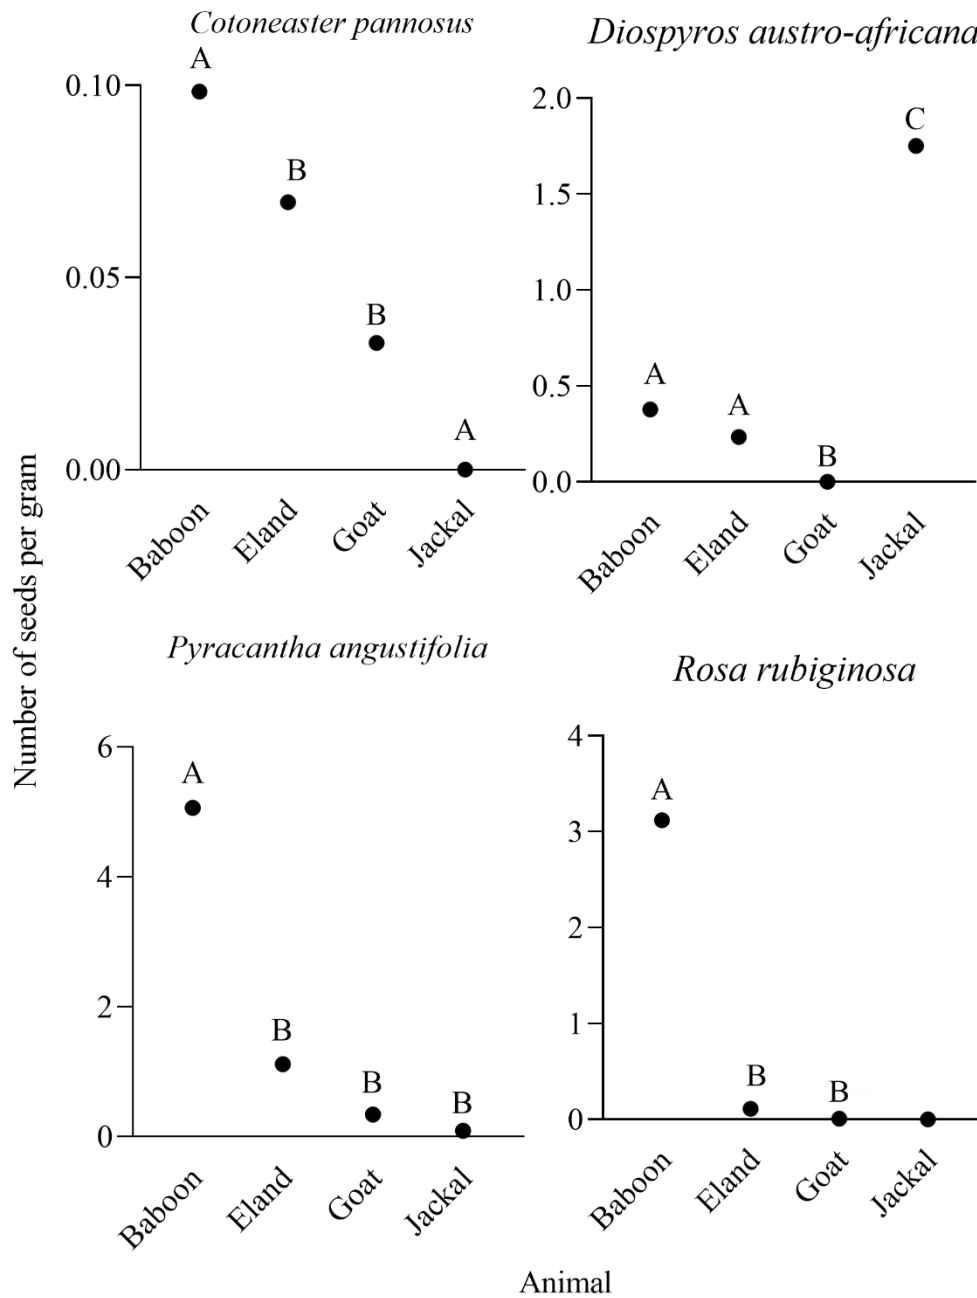 Cotoneaster pannosus
A
0.10
B
0.05
B
A
0.00
Baboon
Eland
Goat
Jackal
Diospyros austro-africana
2.0
C
1.5
1.0
A
0.5
A
B
0.0
Baboon
Eland
Goat
Jackal
Number of seeds per gram
Pyracantha angustifolia
6
A
4
2
B
B
B
0
Baboon
Eland
Goat
Jackal
Rosa rubiginosa
4
A
3
2
1
B
B
0
Baboon
Eland
Goat
Jackal
Animal